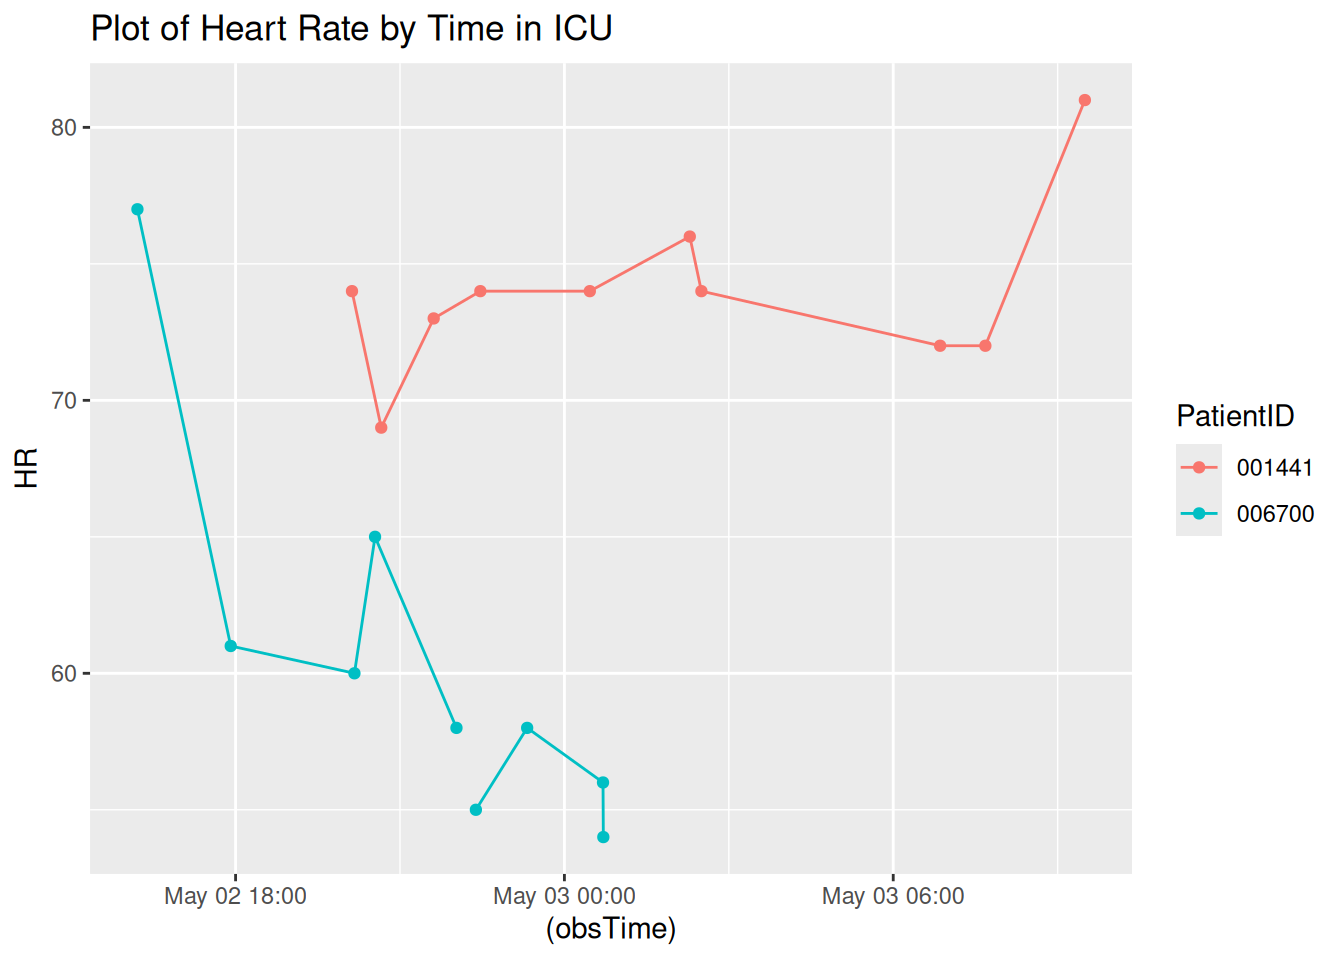 Plot of Heart Rate by Time in ICU
80
70
60
HR
May 02 18:00
May 03 00:00
May 03 06:00
(obsTime)
PatientID
001441
006700